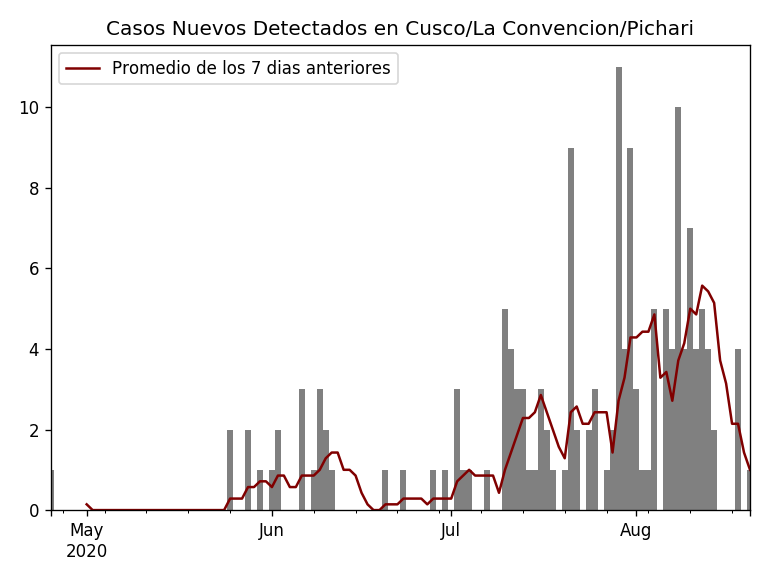 Casos Nuevos Detectados en Cusco/La Convencion/Pichari
Promedio de los 7 dias anteriores
10
8
6
4
2
0
May Jun Jul Aug
2020